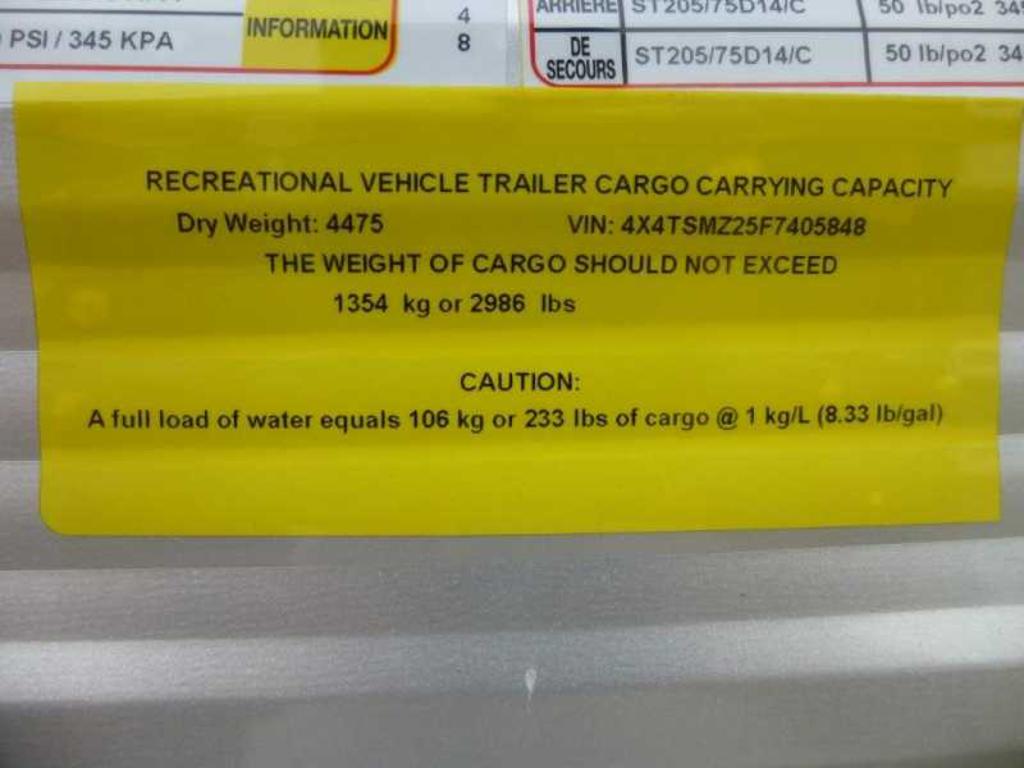 PSI / 345 KPA
INFORMATION
4
8
ARRIÈRE ST205/75D14/C 50 lb/po2
DE SECOURS ST205/75D14/C 50 lb/po2
RECREATIONAL VEHICLE TRAILER CARGO CARRYING CAPACITY
Dry Weight: 4475 VIN: 4X4TSMZ25F7405848
THE WEIGHT OF CARGO SHOULD NOT EXCEED
1354 kg or 2986 lbs
CAUTION:
A full load of water equals 106 kg or 233 lbs of cargo @ 1 kg/L (8.33 lb/gal)